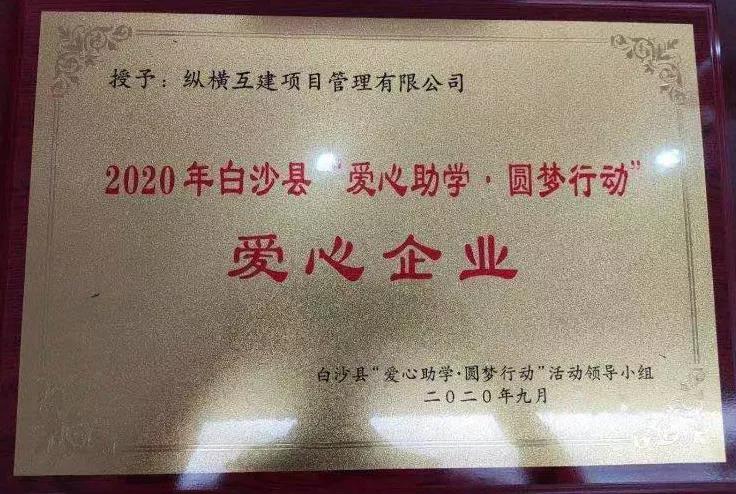 授予：纵横互建项目管理有限公司
2020年白沙县“爱心助学·圆梦行动”
爱心企业
白沙县“爱心助学·圆梦行动”活动领导小组
二〇二〇年九月